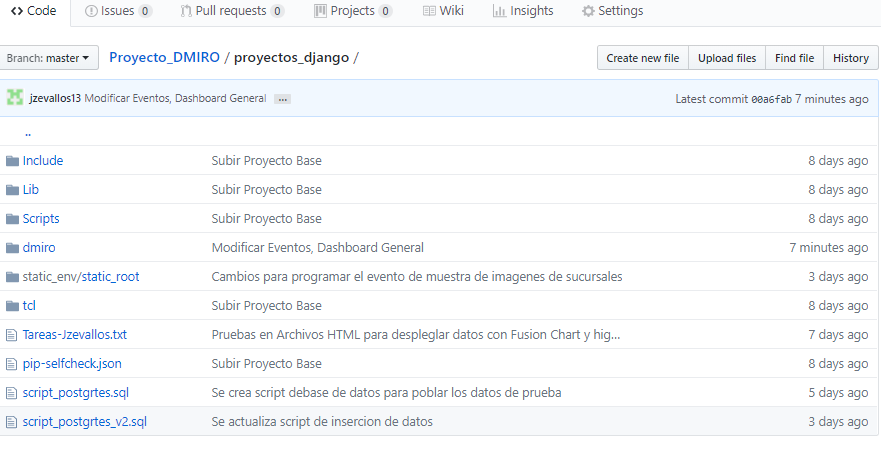 Code Issues 0 Pull requests 0 Projects 0 Wiki Insights Settings
Branch: master Proyecto_DMIRO / proyectos_django / Create new file Upload files Find file History
jzevallos13 Modificar Eventos, Dashboard General ... Latest commit 00a6fab 7 minutes ago
..
Include Subir Proyecto Base 8 days ago
Lib Subir Proyecto Base 8 days ago
Scripts Subir Proyecto Base 8 days ago
dmiro Modificar Eventos, Dashboard General 7 minutes ago
static_env/static_root Cambios para programar el evento de muestra de imagenes de sucursales 3 days ago
tcl Subir Proyecto Base 8 days ago
Tareas-Jzevallos.txt Pruebas en Archivos HTML para despleglar datos con Fusion Chart y hig... 7 days ago
pip-selfcheck.json Subir Proyecto Base 8 days ago
script_postgrtes.sql Se crea script debase de datos para poblar los datos de prueba 5 days ago
script_postgrtes_v2.sql Se actualiza script de insercion de datos 3 days ago